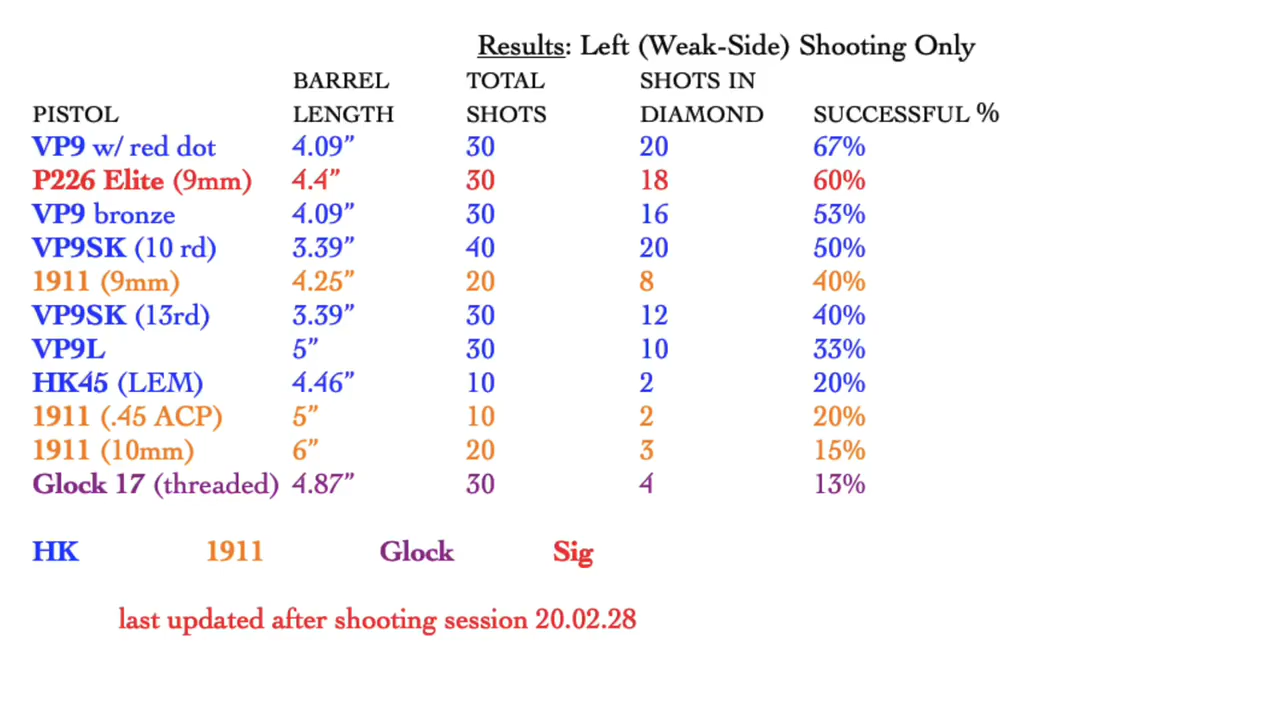 Results: Left (Weak-Side) Shooting Only
BARREL TOTAL SHOTS IN
PISTOL LENGTH SHOTS DIAMOND SUCCESSFUL %
VP9 w/ red dot 4.09” 30 20 67%
P226 Elite (9mm) 4.4” 30 18 60%
VP9 bronze 4.09” 30 16 53%
VP9SK (10 rd) 3.39” 40 20 50%
1911 (9mm) 4.25” 20 8 40%
VP9SK (13rd) 3.39” 30 12 40%
VP9L 5” 30 10 33%
HK45 (LEM) 4.46” 10 2 20%
1911 (.45 ACP) 5” 10 2 20%
1911 (10mm) 6” 20 3 15%
Glock 17 (threaded) 4.87” 30 4 13%
HK 1911 Glock Sig
last updated after shooting session 20.02.28